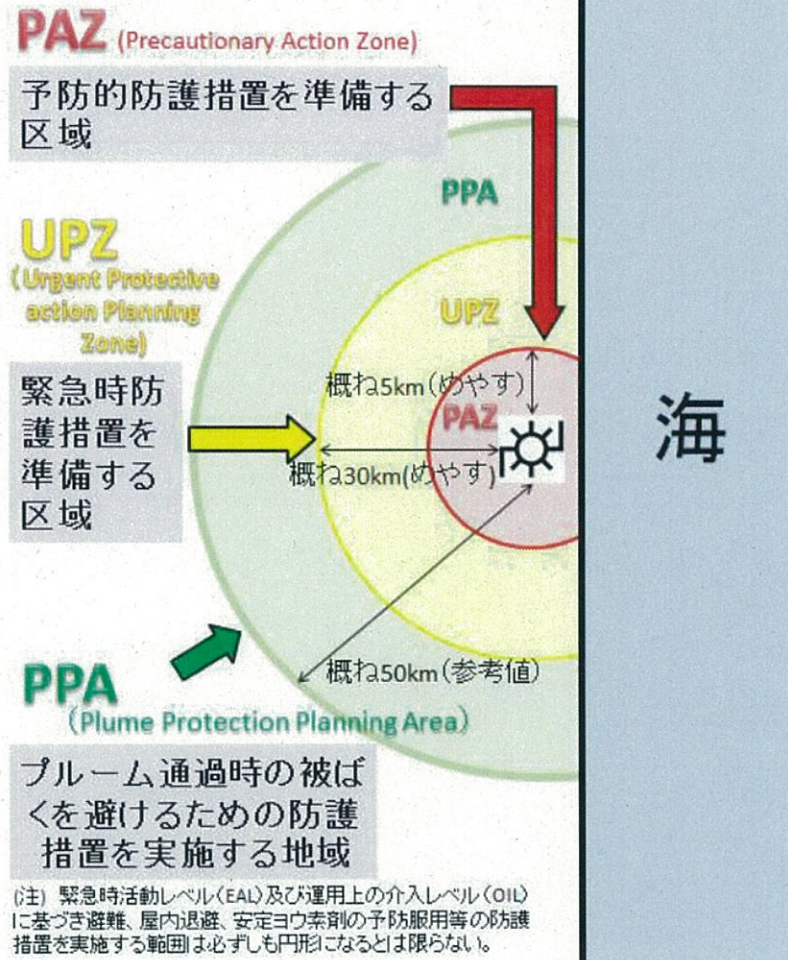 PAZ (Precautionary Action Zone)
予防的防護措置を準備する
区域
PPA
UPZ
(Urgent Protective
action Planning
Zone)
UPZ
緊急時防
護措置を
準備する
区域
概ね5km(めやす)
PAZ
概ね30km(めやす)
海
概ね50km(参考値)
PPA
(Plume Protection Planning Area)
プルーム通過時の被ば
くを避けるための防護
措置を実施する地域
(注) 緊急時活動レベル(EAL)及び運用上の介入レベル(OIL)
に基づき避難、屋内退避、安定ヨウ素剤の予防服用等の防護
措置を実施する範囲は必ずしも円形になるとは限らない。